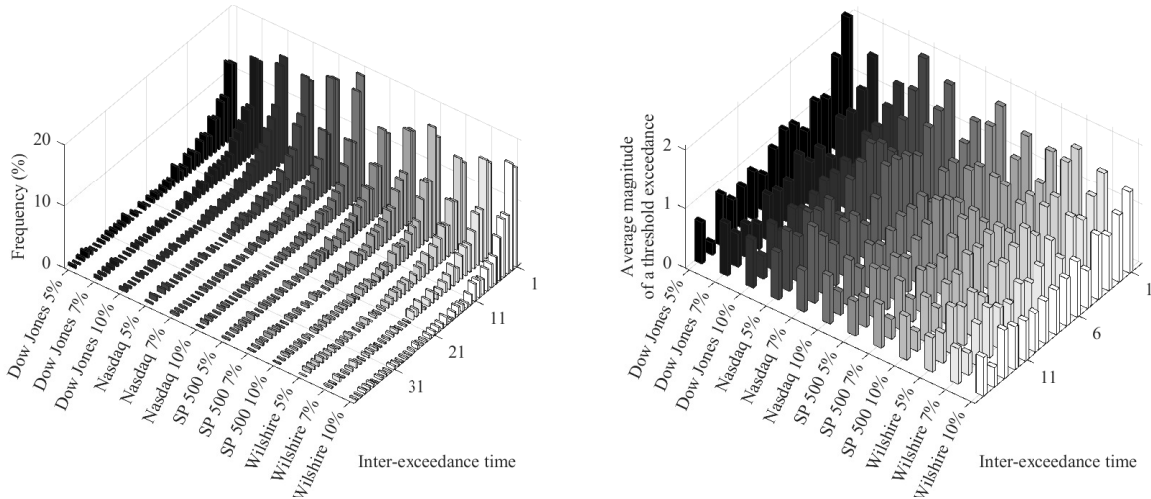 Frequency (%)
20
10
0
Dow Jones 5%
Dow Jones 7%
Dow Jones 10%
Nasdaq 5%
Nasdaq 7%
Nasdaq 10%
SP 500 5%
SP 500 7%
SP 500 10%
Wilshire 5%
Wilshire 7%
Wilshire 10%
1
11
21
31
Inter-exceedance time
Average magnitude
of a threshold exceedance
2
1
0
Dow Jones 5%
Dow Jones 7%
Dow Jones 10%
Nasdaq 5%
Nasdaq 7%
Nasdaq 10%
SP 500 5%
SP 500 7%
SP 500 10%
Wilshire 5%
Wilshire 7%
Wilshire 10%
1
6
11
Inter-exceedance time